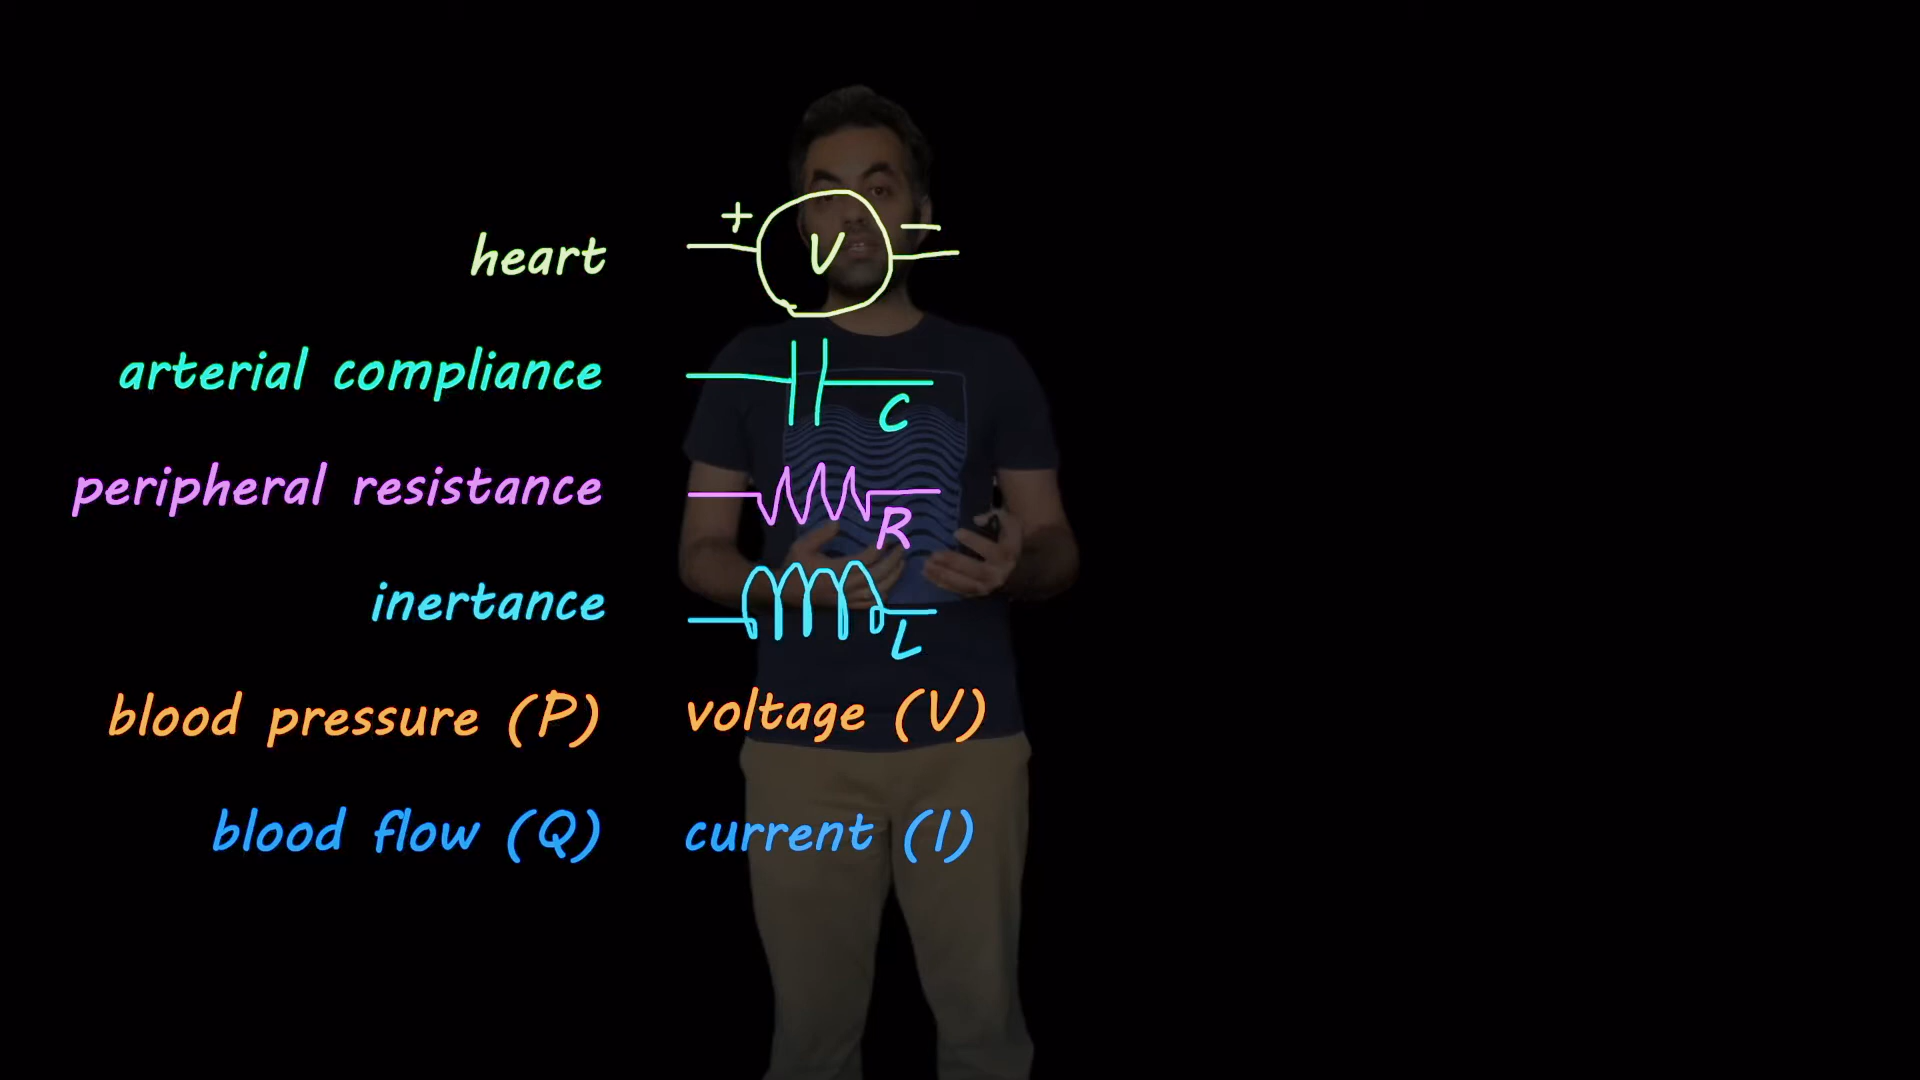 heart + V −
arterial compliance C
peripheral resistance R
inertance L
blood pressure (P) voltage (V)
blood flow (Q) current (I)